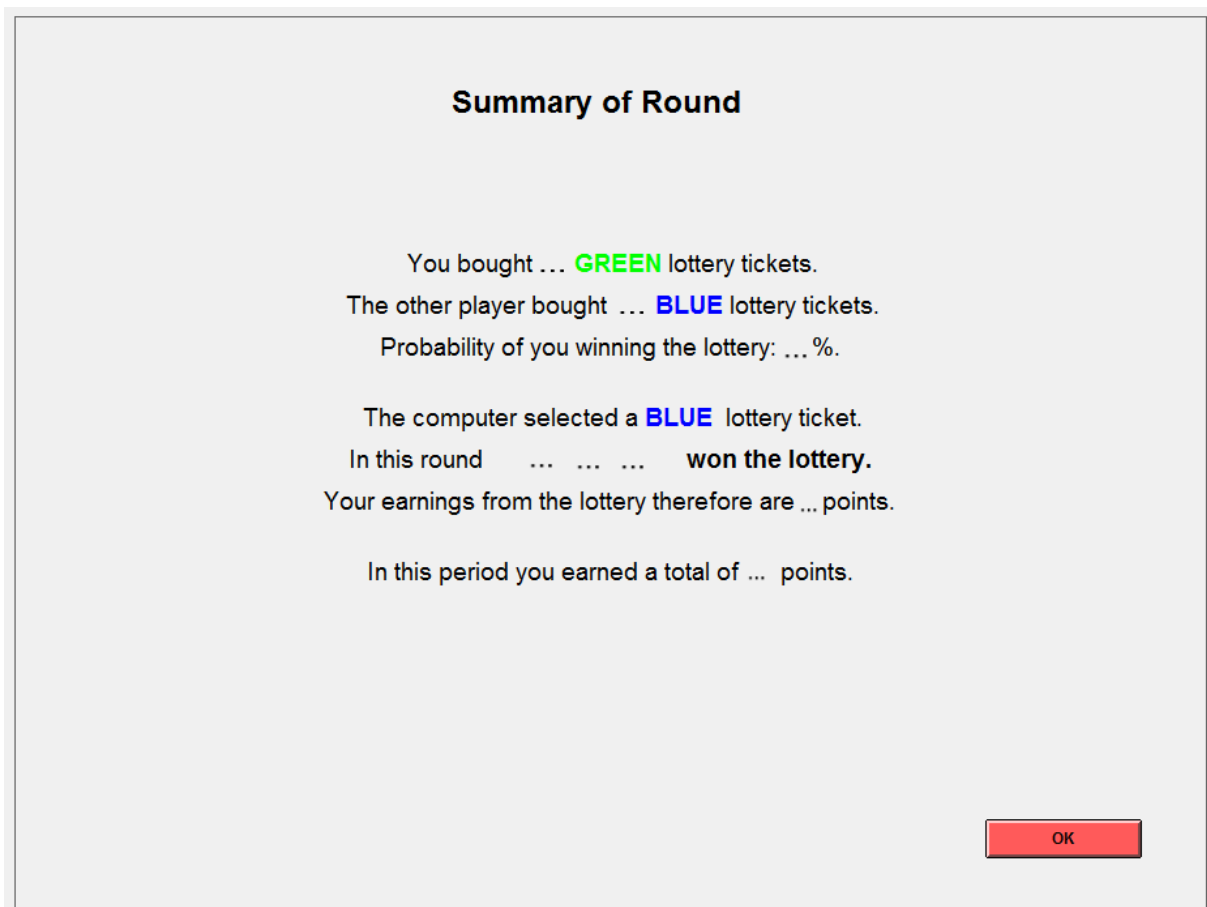 Summary of Round
You bought ... GREEN lottery tickets.
The other player bought ... BLUE lottery tickets.
Probability of you winning the lottery: ... %.
The computer selected a BLUE lottery ticket.
In this round ... ... ... won the lottery.
Your earnings from the lottery therefore are ... points.
In this period you earned a total of ... points.
OK